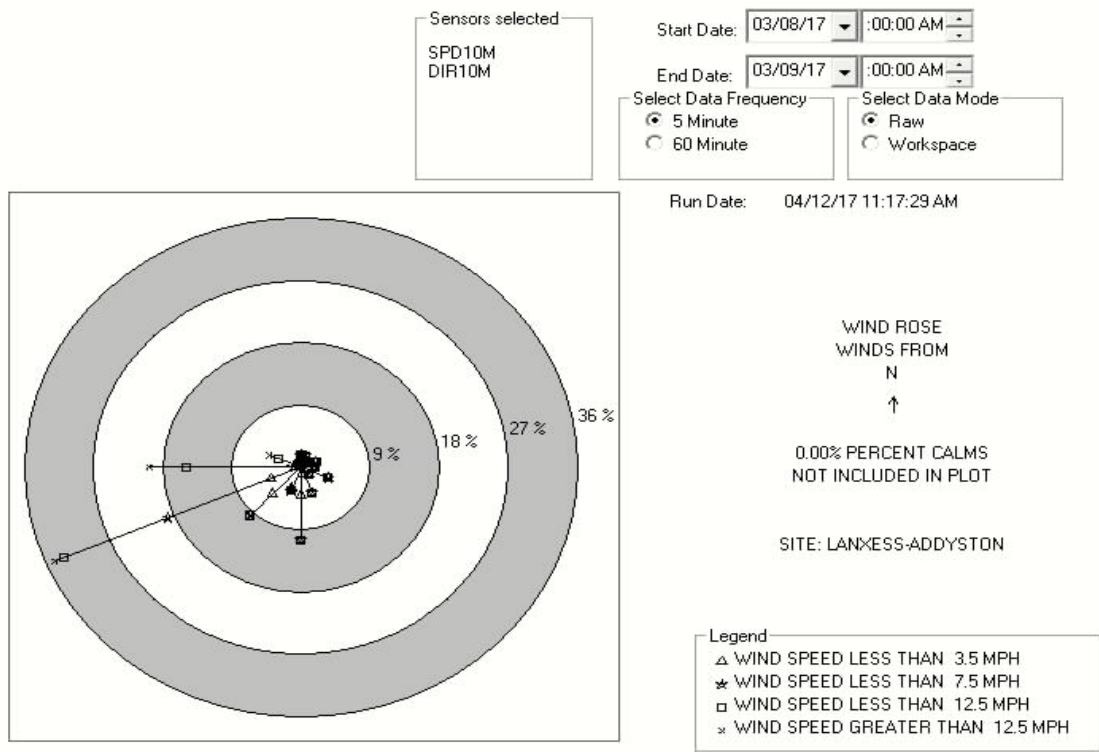 Sensors selected
SPD10M
DIR10M
Start Date: 03/08/17 :00:00 AM
End Date: 03/09/17 :00:00 AM
Select Data Frequency
5 Minute
60 Minute
Select Data Mode
Raw
Workspace
Run Date: 04/12/17 11:17:29 AM
9 %
18 %
27 %
36 %
WIND ROSE
WINDS FROM
N
0.00% PERCENT CALMS
NOT INCLUDED IN PLOT
SITE: LANXESS-ADDYSTON
Legend
WIND SPEED LESS THAN 3.5 MPH
WIND SPEED LESS THAN 7.5 MPH
WIND SPEED LESS THAN 12.5 MPH
WIND SPEED GREATER THAN 12.5 MPH